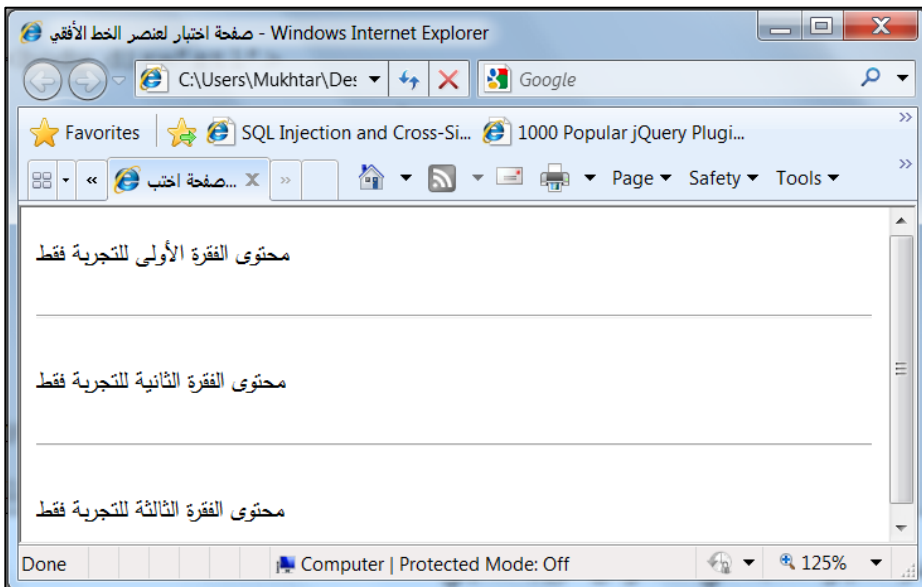 صفحة اختبار لعنصر الخط الأفقي - Windows Internet Explorer
C:\Users\Mukhtar\Des Google
Favorites SQL Injection and Cross-Si... 1000 Popular jQuery Plugi...
صفحة اختب... Page Safety Tools
محتوى الفقرة الأولى للتجربة فقط
محتوى الفقرة الثانية للتجربة فقط
محتوى الفقرة الثالثة للتجربة فقط
Done Computer | Protected Mode: Off 125%